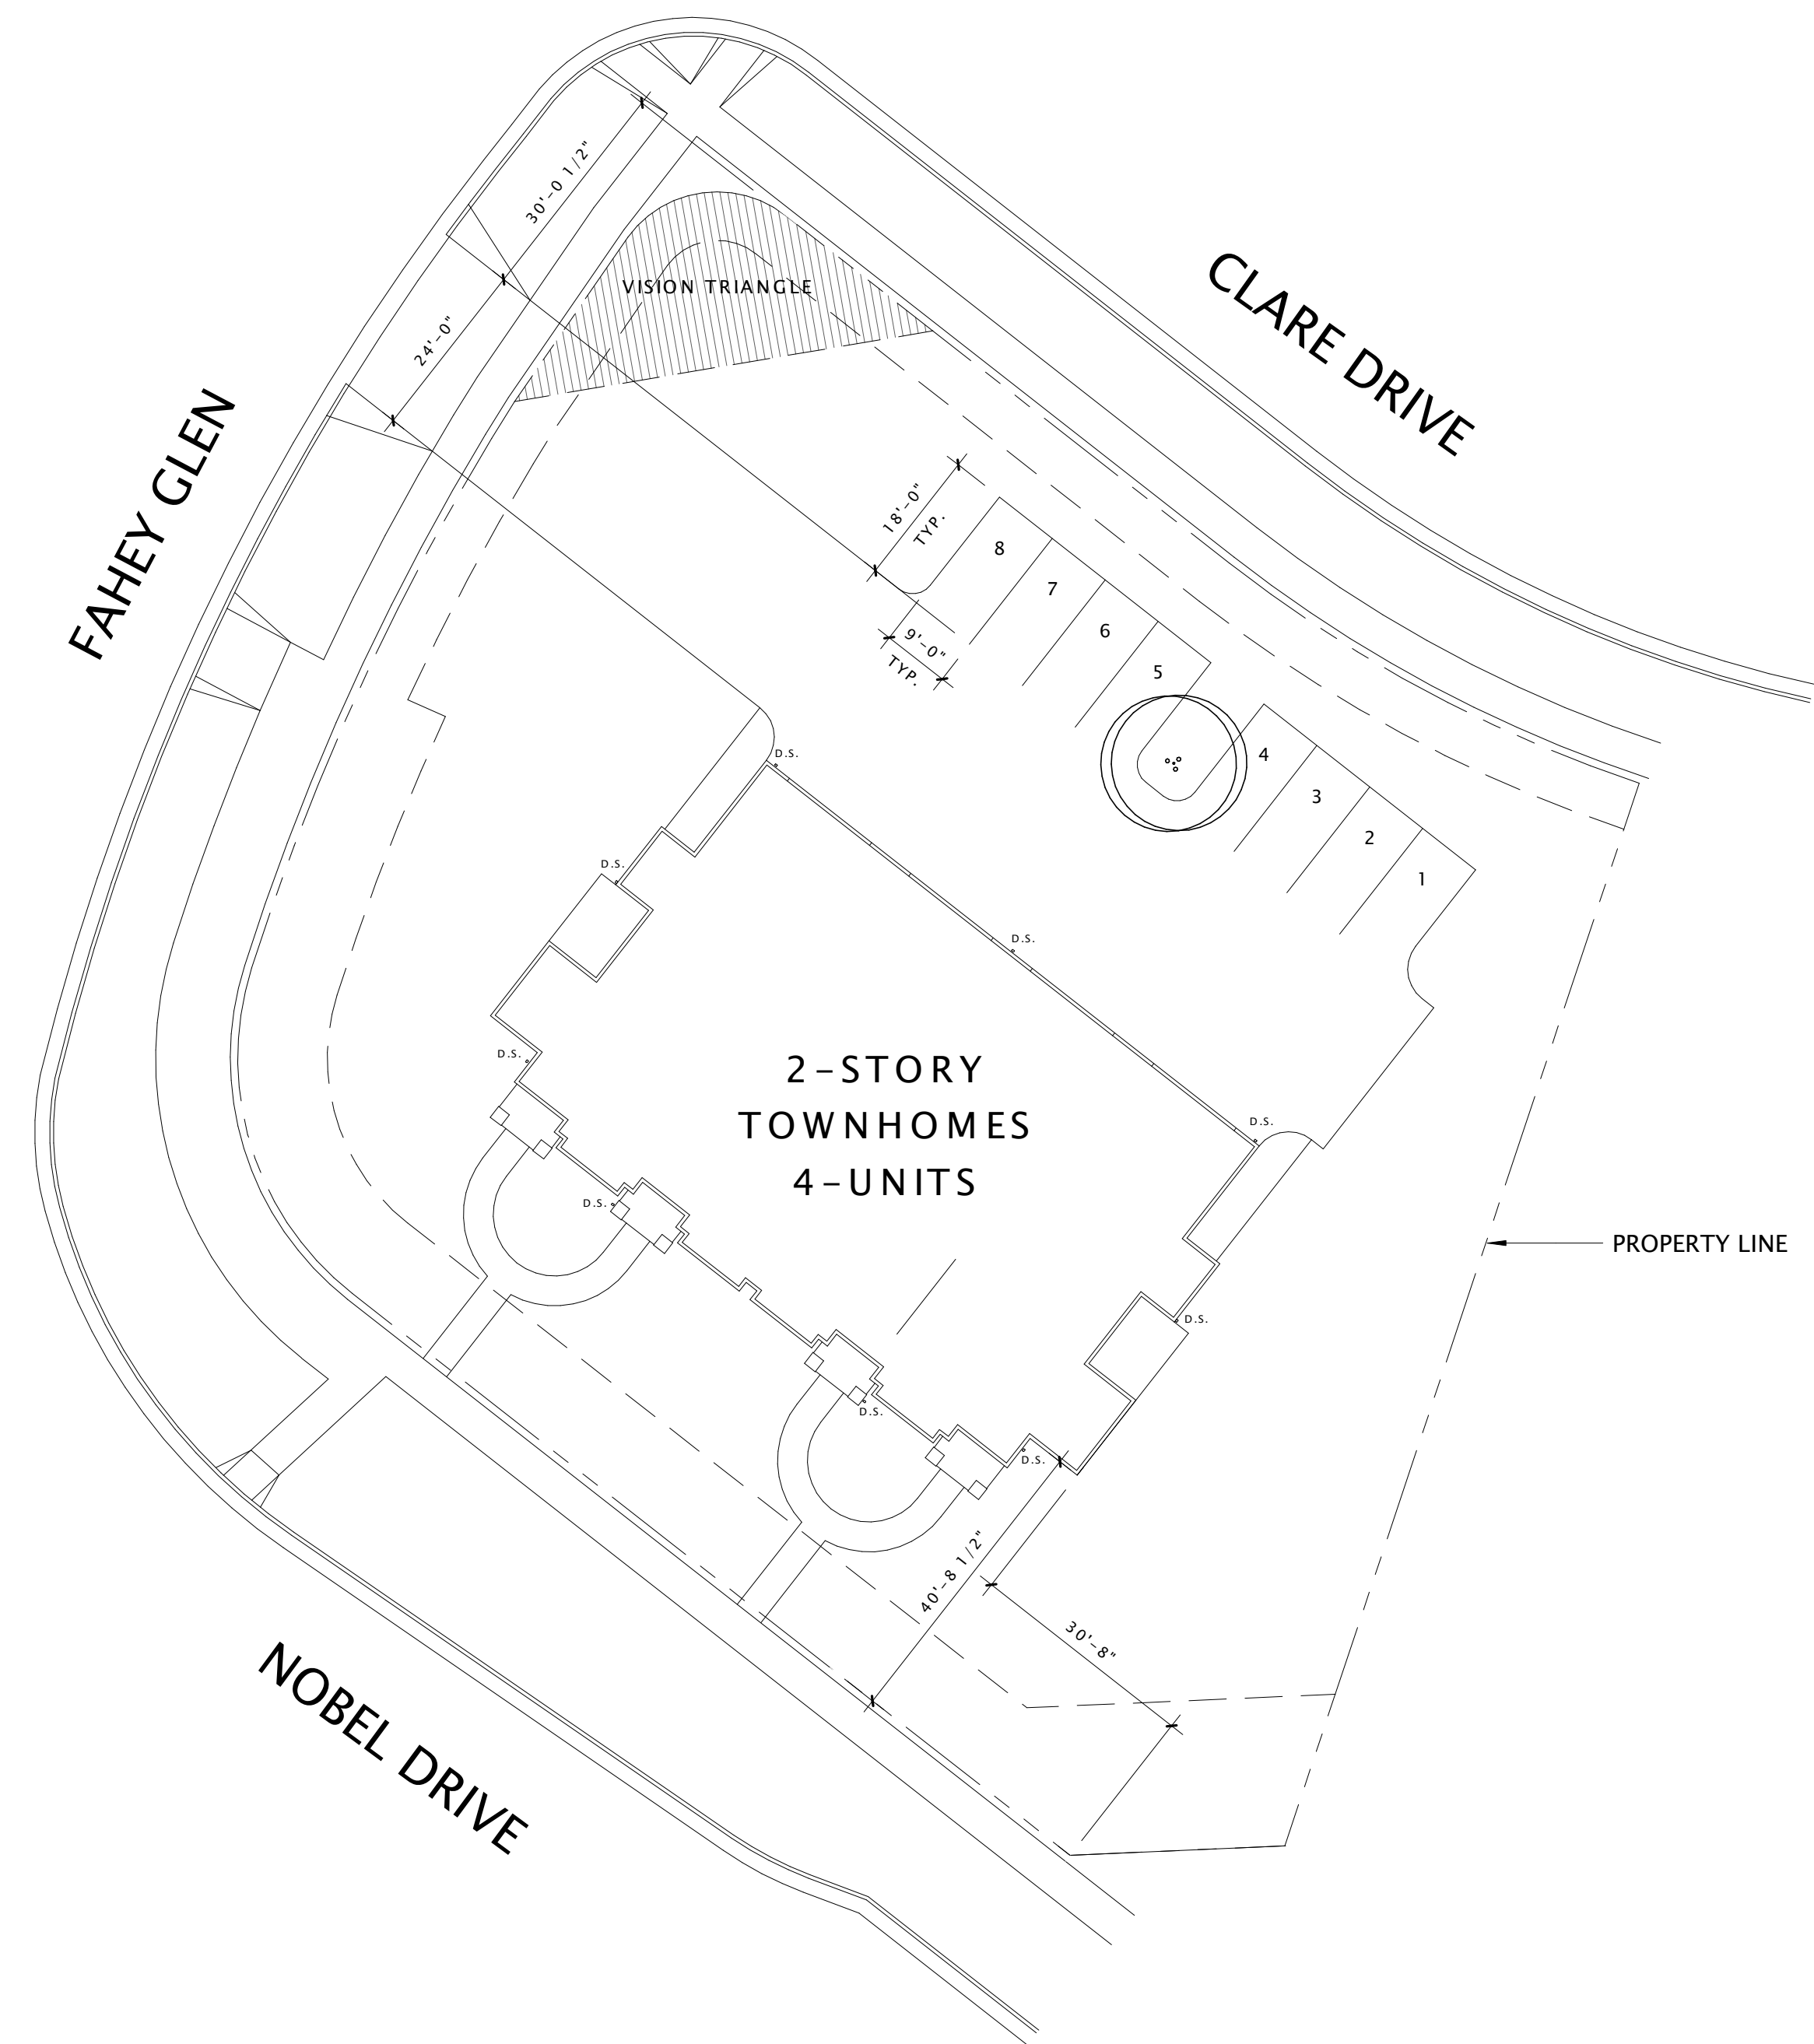 30'-0 1/2"
VISION TRIANGLE
CLARE DRIVE
24'-0"
FAHEY GLEN
18'-0"
TYP.
8
7
6
5
9'-0"
TYP.
4
3
2
1
D.S.
D.S.
D.S.
D.S.
2-STORY
TOWNHOMES
4-UNITS
D.S.
D.S.
PROPERTY LINE
D.S.
D.S.
D.S.
40'-8 1/2"
30'-8"
NOBEL DRIVE